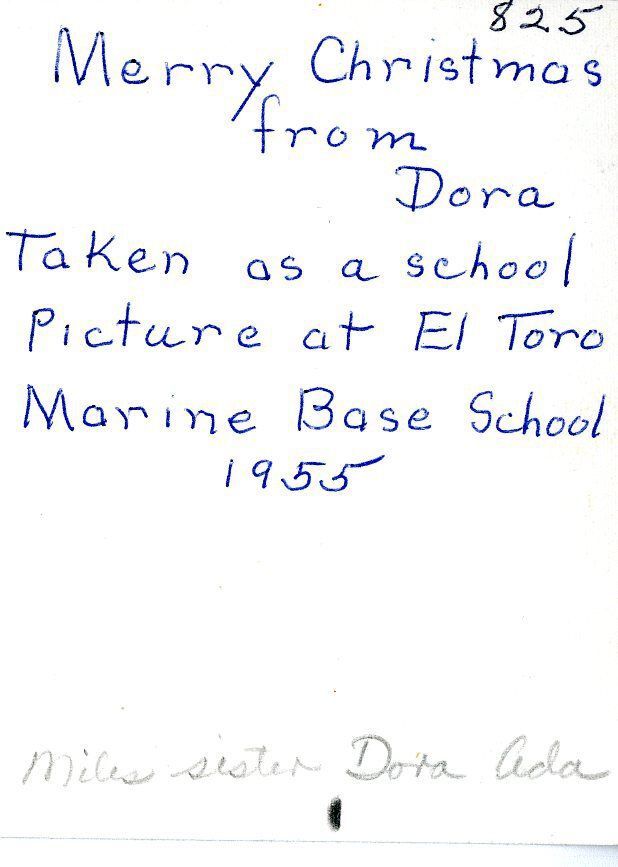 825
Merry Christmas
from
Dora
Taken as a school
Picture at El Toro
Marine Base School
1955
Miles sister Dora Ada